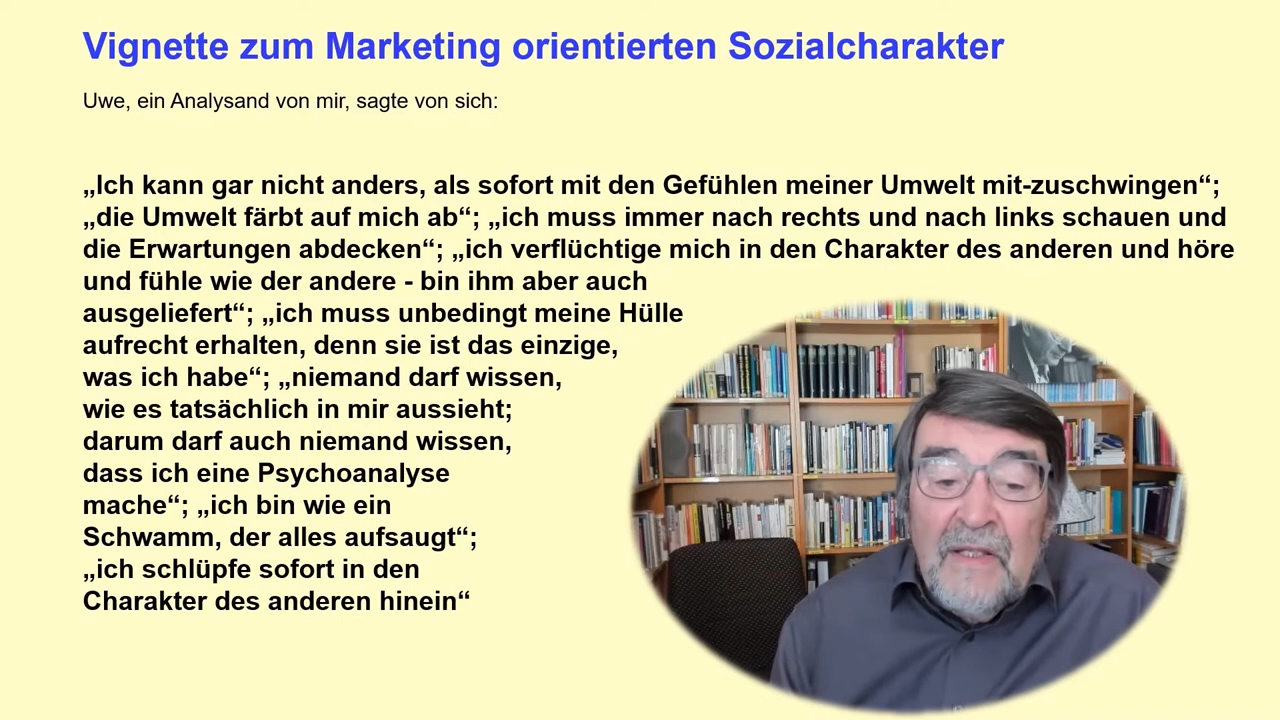 Vignette zum Marketing orientierten Sozialcharakter
Uwe, ein Analysand von mir, sagte von sich:
„Ich kann gar nicht anders, als sofort mit den Gefühlen meiner Umwelt mit-zuschwingen“;
„die Umwelt färbt auf mich ab“; „ich muss immer nach rechts und nach links schauen und
die Erwartungen abdecken“; „ich verflüchtige mich in den Charakter des anderen und höre
und fühle wie der andere - bin ihm aber auch
ausgeliefert“; „ich muss unbedingt meine Hülle
aufrecht erhalten, denn sie ist das einzige,
was ich habe“; „niemand darf wissen,
wie es tatsächlich in mir aussieht;
darum darf auch niemand wissen,
dass ich eine Psychoanalyse
mache“; „ich bin wie ein
Schwamm, der alles aufsaugt“;
„ich schlüpfe sofort in den
Charakter des anderen hinein“